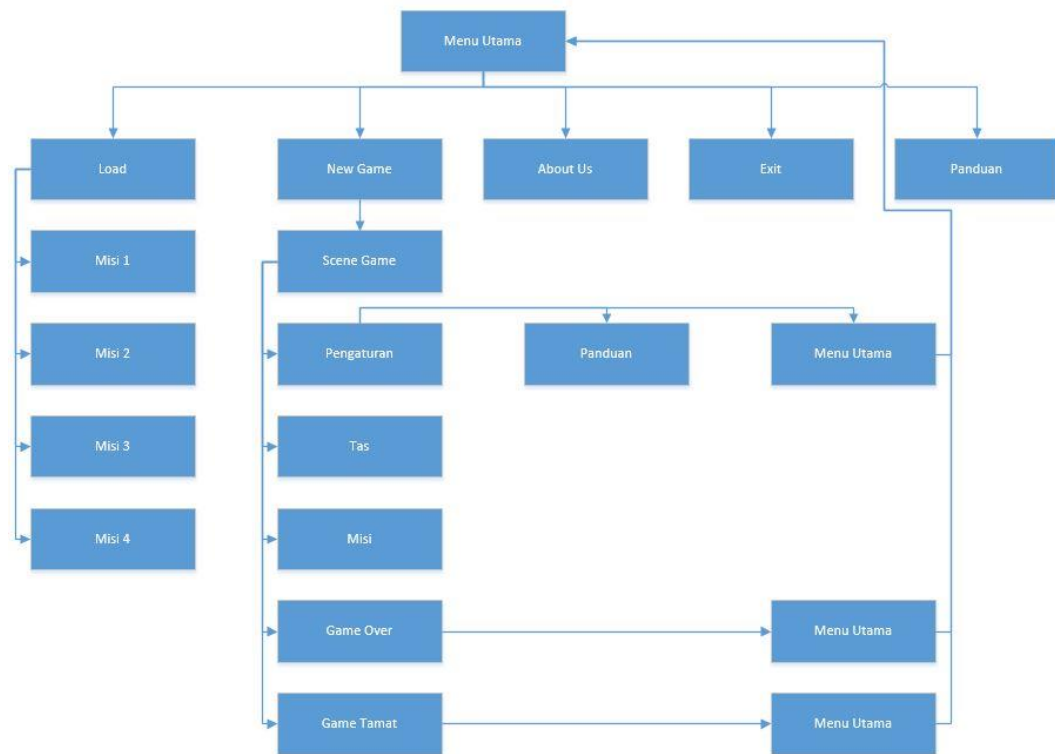 Menu Utama
Load
New Game
About Us
Exit
Panduan
Misi 1
Scene Game
Misi 2
Pengaturan
Panduan
Menu Utama
Misi 3
Tas
Misi 4
Misi
Game Over
Menu Utama
Game Tamat
Menu Utama